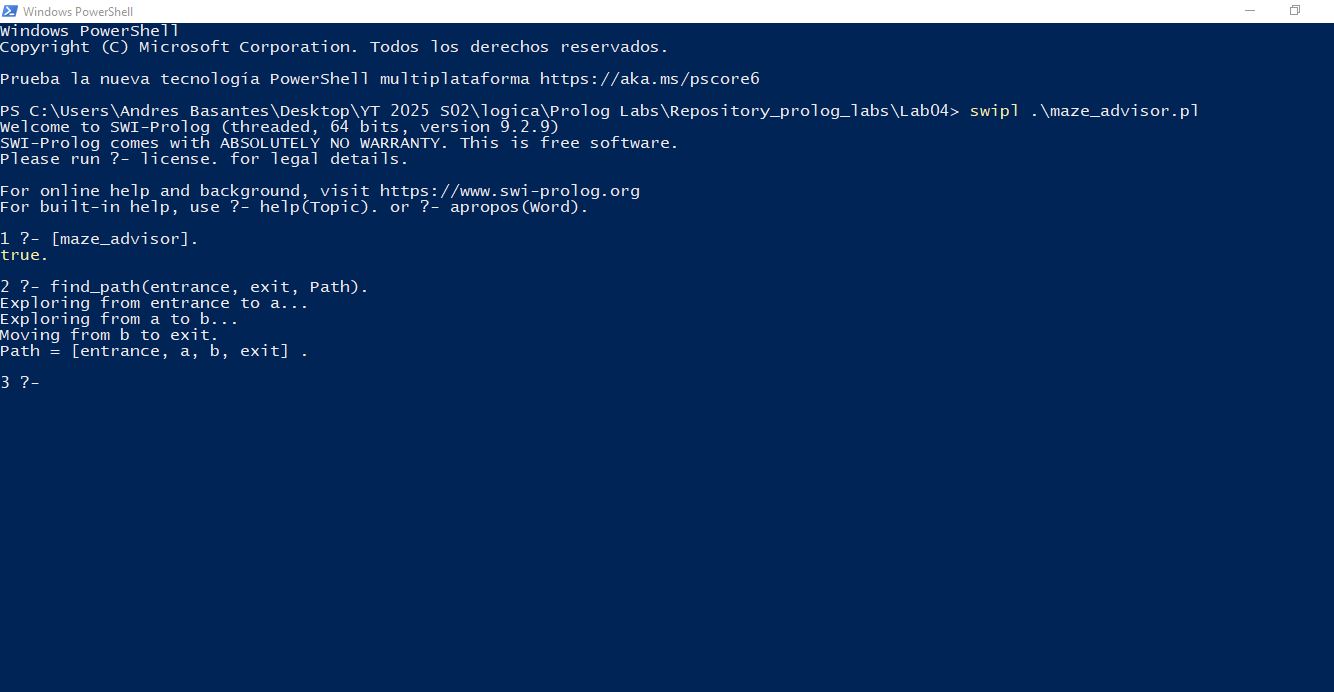 Windows PowerShell
Windows PowerShell
Copyright (C) Microsoft Corporation. Todos los derechos reservados.
Prueba la nueva tecnología PowerShell multiplataforma https://aka.ms/pscore6
PS C:\Users\Andres Basantes\Desktop\YT 2025 S02\logica\Prolog Labs\Repository_prolog_labs\Lab04> swipl .\maze_advisor.pl
Welcome to SWI-Prolog (threaded, 64 bits, version 9.2.9)
SWI-Prolog comes with ABSOLUTELY NO WARRANTY. This is free software.
Please run ?- license. for legal details.
For online help and background, visit https://www.swi-prolog.org
For built-in help, use ?- help(Topic). or ?- apropos(Word).
1 ?- [maze_advisor].
true.
2 ?- find_path(entrance, exit, Path).
Exploring from entrance to a...
Exploring from a to b...
Moving from b to exit.
Path = [entrance, a, b, exit] .
3 ?-